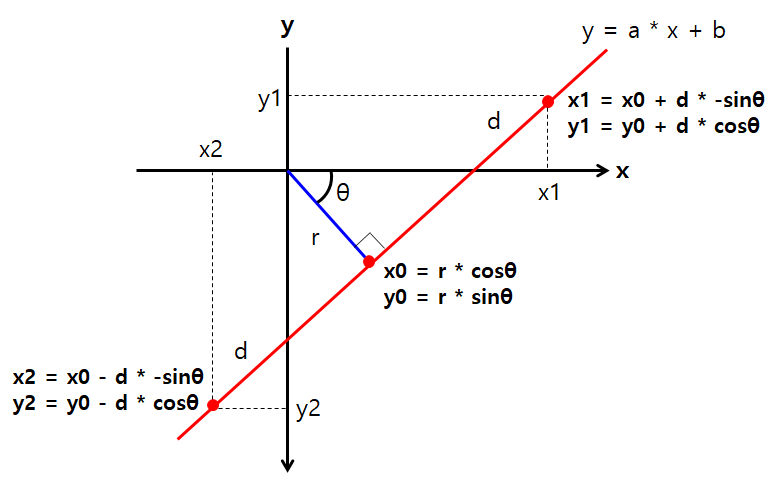 y
y = a * x + b
y1
x1 = x0 + d * -sinθ
y1 = y0 + d * cosθ
d
x2
x
θ
x1
r
x0 = r * cosθ
y0 = r * sinθ
d
x2 = x0 - d * -sinθ
y2 = y0 - d * cosθ
y2